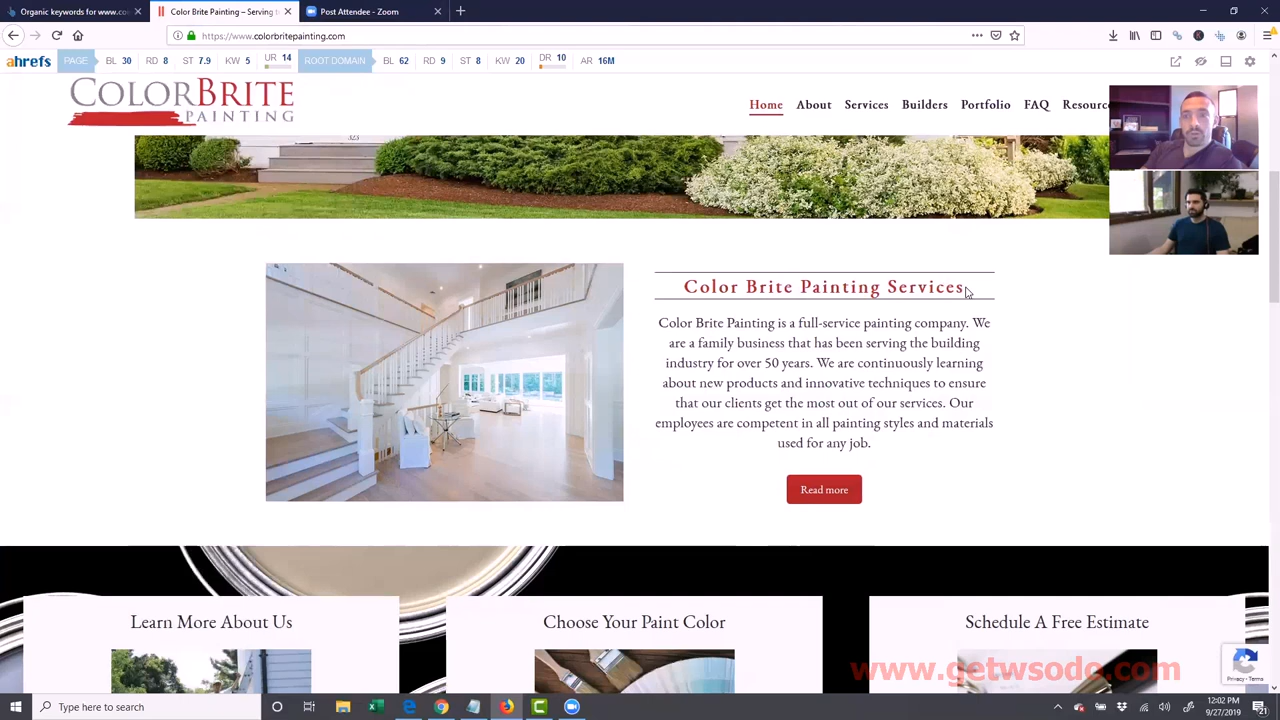 Organic keywords for www.co
Color Brite Painting – Serving t
Post Attendee - Zoom
https://www.colorbritepainting.com
ahrefs PAGE BL 30 RD 8 ST 7.9 KW 5 UR 14 ROOT DOMAIN BL 62 RD 9 ST 8 KW 20 DR 10 AR 16M
COLORBRITE
PAINTING
Home About Services Builders Portfolio FAQ Resourc
323
Color Brite Painting Services
Color Brite Painting is a full-service painting company. We
are a family business that has been serving the building
industry for over 50 years. We are continuously learning
about new products and innovative techniques to ensure
that our clients get the most out of our services. Our
employees are competent in all painting styles and materials
used for any job.
Read more
Learn More About Us
Choose Your Paint Color
Schedule A Free Estimate
www.getwsodo.com
Privacy - Terms
Type here to search
12:02 PM
9/27/2019
21